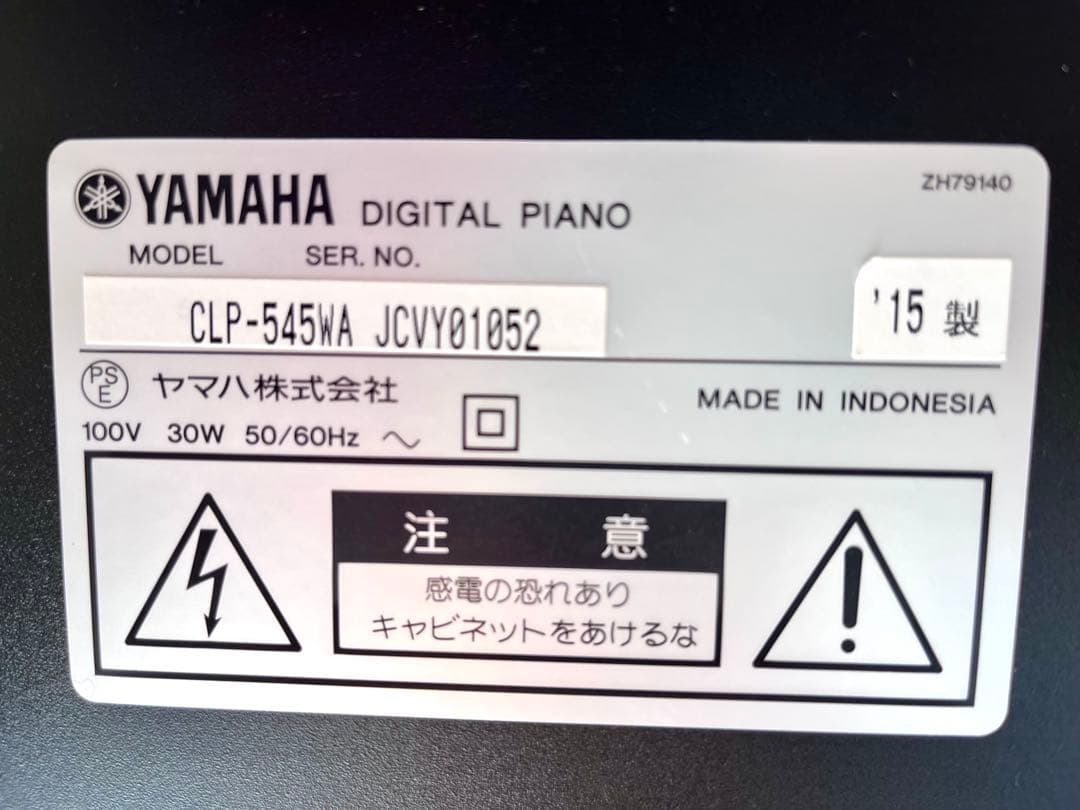 YAMAHA DIGITAL PIANO
ZH79140
MODEL SER. NO.
CLP-545WA JCVY01052
'15 製
PSE ヤマハ株式会社
MADE IN INDONESIA
100V 30W 50/60Hz ～
注 意
感電の恐れあり
キャビネットをあけるな